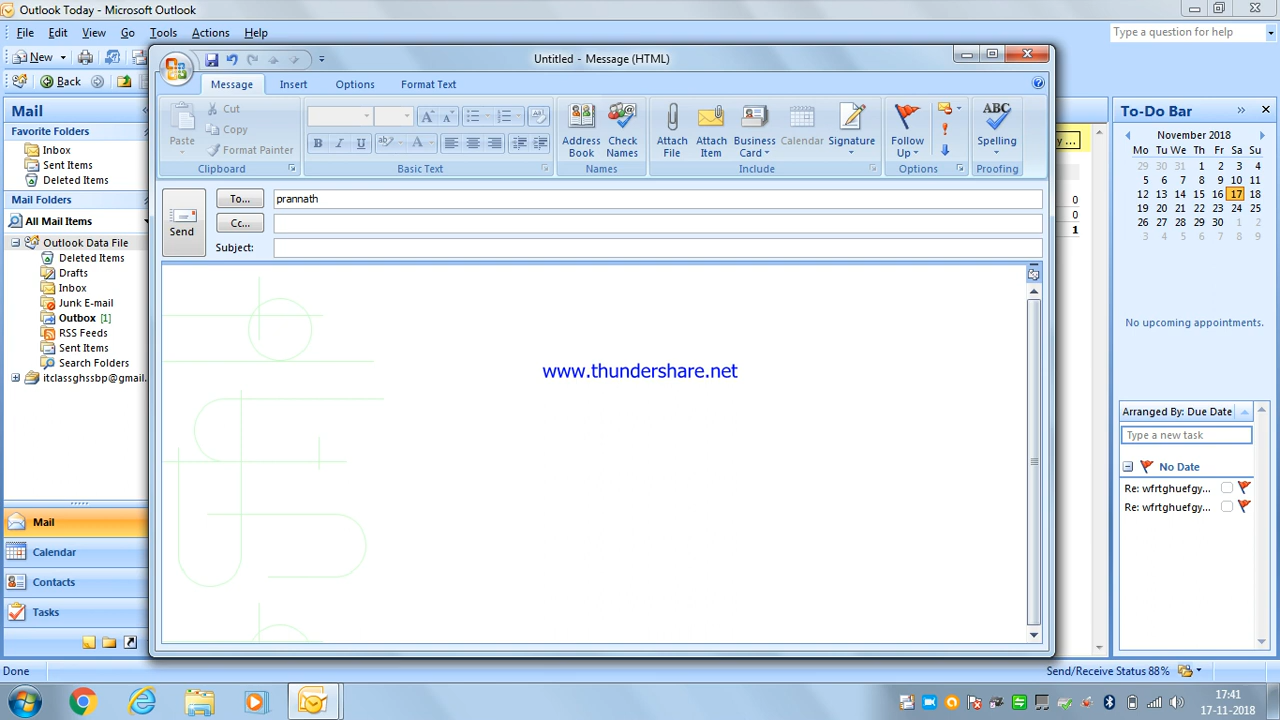 Outlook Today - Microsoft Outlook
File Edit View Go Tools Actions Help
Type a question for help
New
Back
Mail
Favorite Folders
Inbox
Sent Items
Deleted Items
Mail Folders
All Mail Items
Outlook Data File
Deleted Items
Drafts
Inbox
Junk E-mail
Outbox [1]
RSS Feeds
Sent Items
Search Folders
itclassghssbp@gmail.
Mail
Calendar
Contacts
Tasks
Untitled - Message (HTML)
Message Insert Options Format Text
Paste
Cut
Copy
Format Painter
Clipboard
B I U
ab A
Basic Text
Address Book
Check Names
Names
Attach File
Attach Item
Business Card
Calendar
Signature
Include
Follow Up
Options
ABC
Spelling
Proofing
Send
To... prannath
Cc...
Subject:
www.thundershare.net
y ...
0
0
1
To-Do Bar
November 2018
Mo Tu We Th Fr Sa Su
29 30 31 1 2 3 4
5 6 7 8 9 10 11
12 13 14 15 16 17 18
19 20 21 22 23 24 25
26 27 28 29 30 1 2
3 4 5 6 7 8 9
No upcoming appointments.
Arranged By: Due Date
Type a new task
No Date
Re: wfrtghuefgy...
Re: wfrtghuefgy...
Done
Send/Receive Status 88%
17:41
17-11-2018